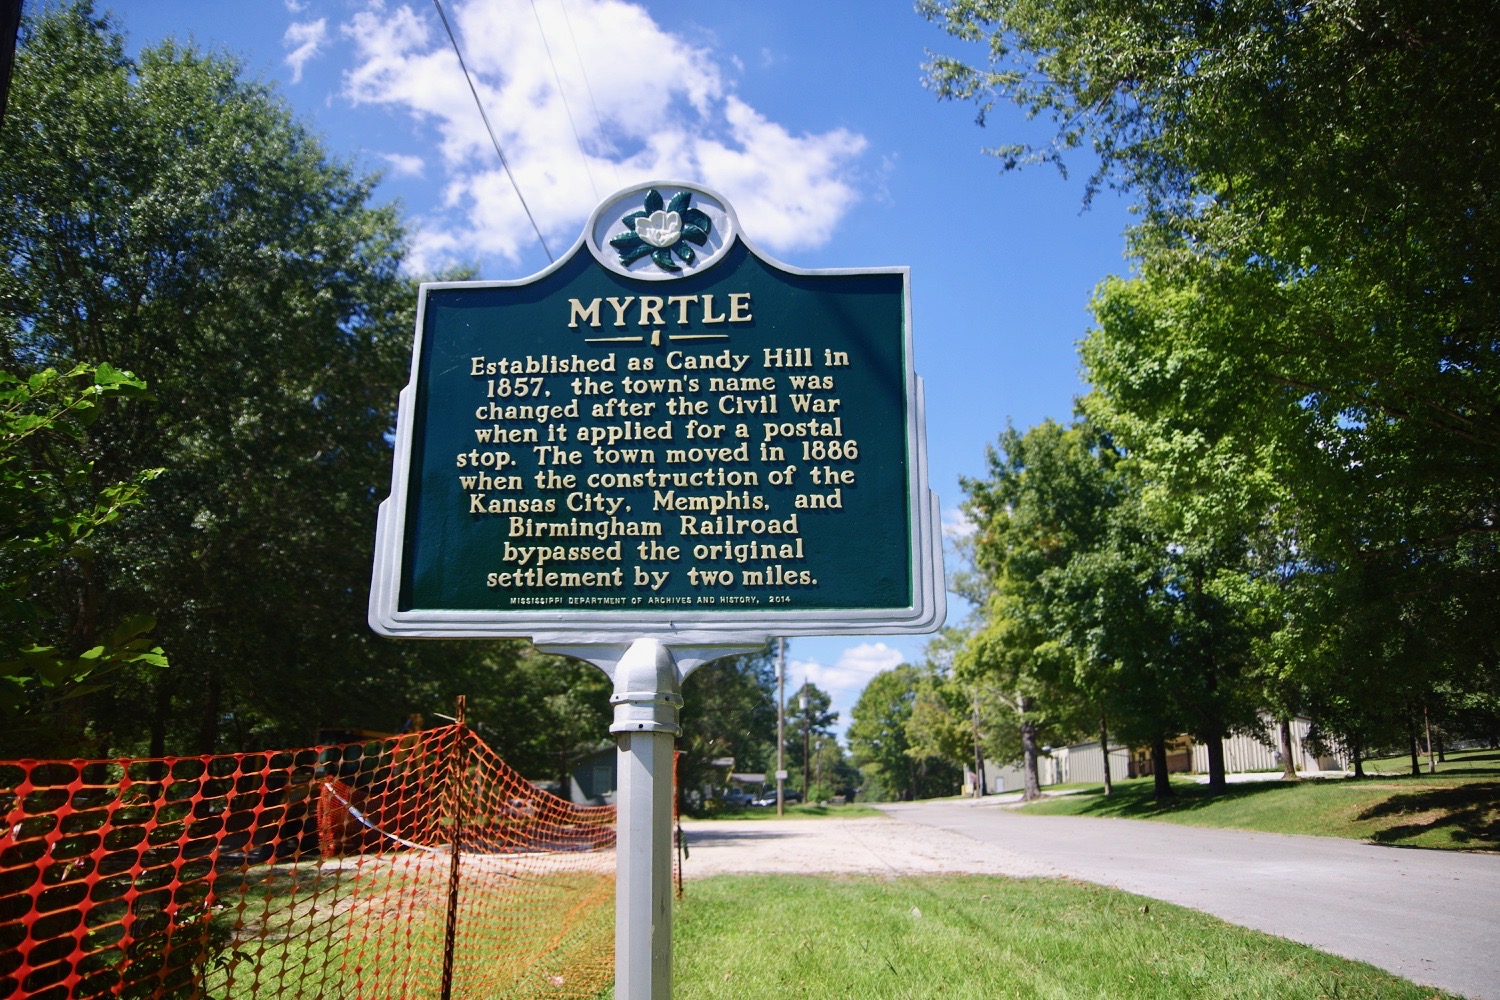 MYRTLE
Established as Candy Hill in
1857, the town's name was
changed after the Civil War
when it applied for a postal
stop. The town moved in 1886
when the construction of the
Kansas City, Memphis, and
Birmingham Railroad
bypassed the original
settlement by two miles.
MISSISSIPPI DEPARTMENT OF ARCHIVES AND HISTORY, 2014